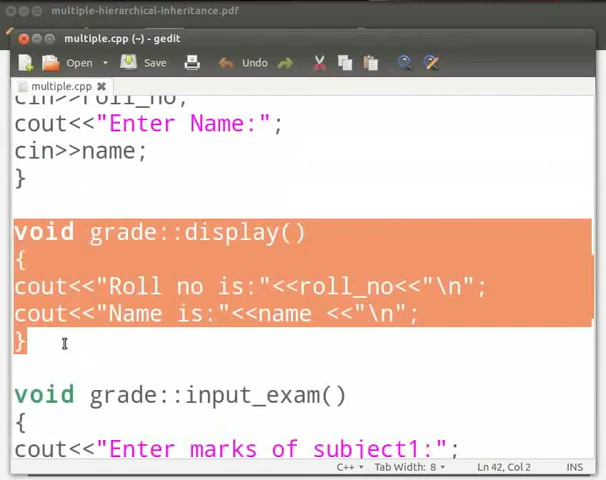 multiple-hierarchical-inheritance.pdf
multiple.cpp (~) - gedit
Open Save Undo
multiple.cpp
cin>>roll_no;
cout<<"Enter Name:";
cin>>name;
}
void grade::display()
{
cout<<"Roll no is:"<<roll_no<<"\n";
cout<<"Name is:"<<name <<"\n";
}
void grade::input_exam()
{
cout<<"Enter marks of subject1:";
C++ Tab Width: 8 Ln 42, Col 2 INS